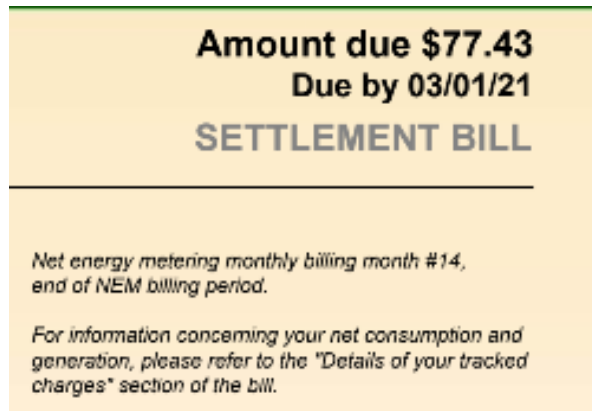 Amount due $77.43
Due by 03/01/21
SETTLEMENT BILL
Net energy metering monthly billing month #14,
end of NEM billing period.
For information concerning your net consumption and
generation, please refer to the "Details of your tracked
charges" section of the bill.